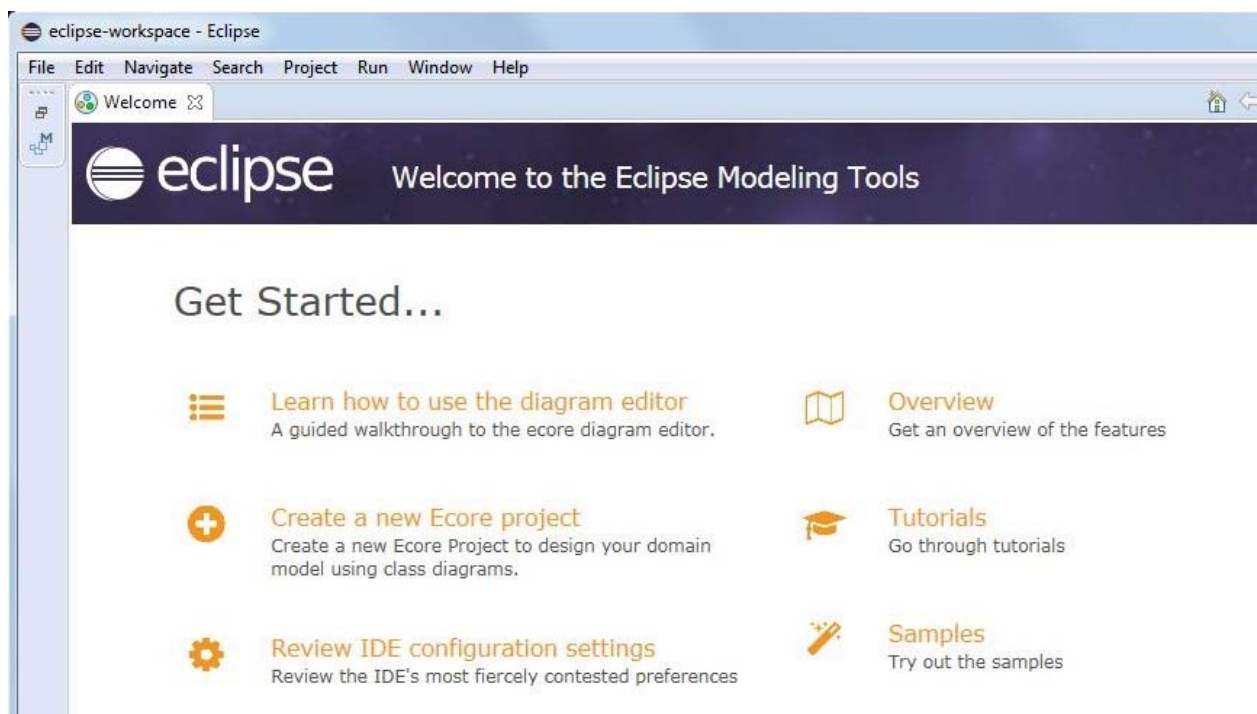 eclipse-workspace - Eclipse
File Edit Navigate Search Project Run Window Help
Welcome
eclipse Welcome to the Eclipse Modeling Tools
Get Started...
Learn how to use the diagram editor
A guided walkthrough to the ecore diagram editor.
Overview
Get an overview of the features
Create a new Ecore project
Create a new Ecore Project to design your domain
model using class diagrams.
Tutorials
Go through tutorials
Review IDE configuration settings
Review the IDE's most fiercely contested preferences
Samples
Try out the samples